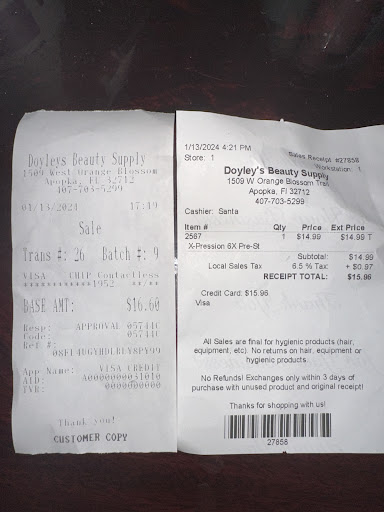 Doyleys Beauty Supply
1509 West Orange Blossom
Apopka, FL 32712
407-703-5299
01/13/2024 17:19
Sale
Trans #: 26 Batch #: 9
VISA CHIP Contactless
************1952 **/**
BASE AMT: $16.60
Resp: APPROVAL 05744C
Code: 05744C
Ref #:
App Name: VISA CREDIT
AID: A0000000031010
TVR: 0000000000
Thank you!
CUSTOMER COPY
1/13/2024 4:21 PM
Sales Receipt #27858
Store: 1
Workstation: 1
Doyley's Beauty Supply
1509 W Orange Blossom Trail
Apopka, Fl 32712
407-703-5299
Cashier: Santa
Item # Qty Price Ext Price
2567 1 $14.99 $14.99 T
X-Pression 6X Pre-St
Subtotal: $14.99
Local Sales Tax 6.5 % Tax: + $0.97
RECEIPT TOTAL: $15.96
Credit Card: $15.96
Visa
All Sales are final for hygienic products (hair,
equipment, etc). No returns on hair, equipment or
hygienic products.
No Refunds! Exchanges only within 3 days of
purchase with unused product and original receipt!
Thanks for shopping with us!
27858